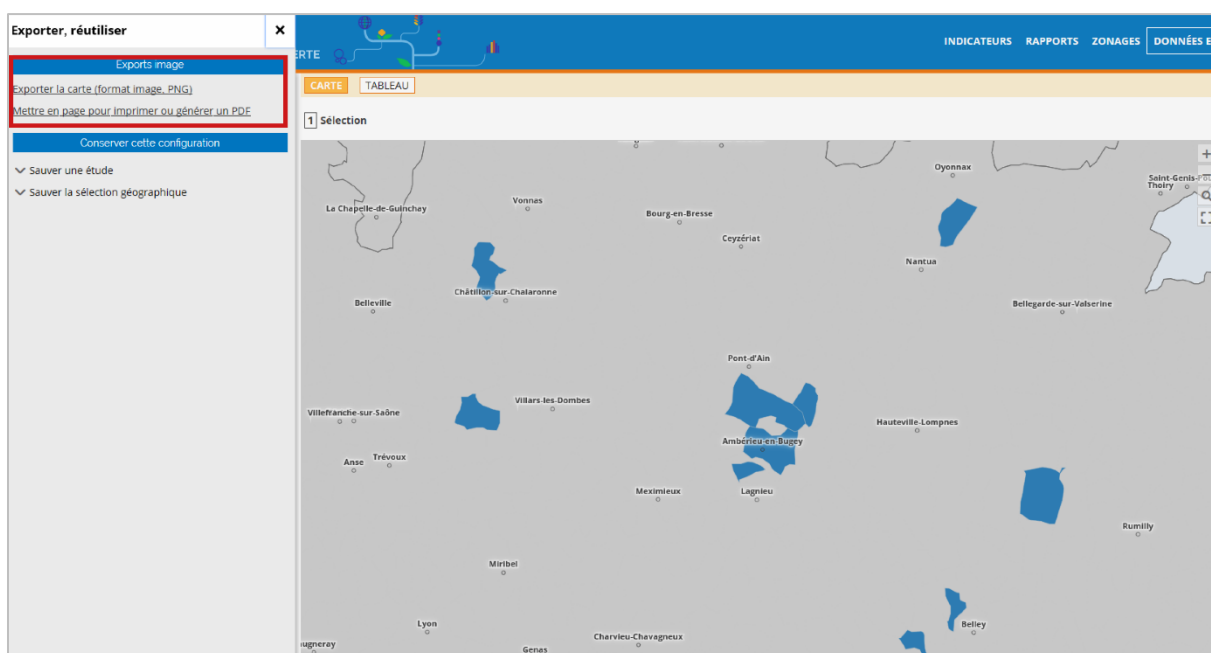 Exporter, réutiliser
×
Exports image
Exporter la carte (format image, PNG)
Mettre en page pour imprimer ou générer un PDF
Conserver cette configuration
Sauver une étude
Sauver la sélection géographique
ERTE
INDICATEURS RAPPORTS ZONAGES DONNÉES E
CARTE TABLEAU
1 Sélection
Oyonnax
Saint-Genis-Pou
Thoiry
La Chapelle-de-Guinchay
Vonnas
Bourg-en-Bresse
Ceyzériat
Nantua
Belleville
Châtillon-sur-Chalaronne
Bellegarde-sur-Valserine
Pont-d'Ain
Villefranche-sur-Saône
Villars-les-Dombes
Hauteville-Lompnes
Ambérieu-en-Bugey
Anse
Trévoux
Meximieux
Lagnieu
Rumilly
Miribel
Lyon
Belley
Charvieu-Chavagneux
augneray
Genas